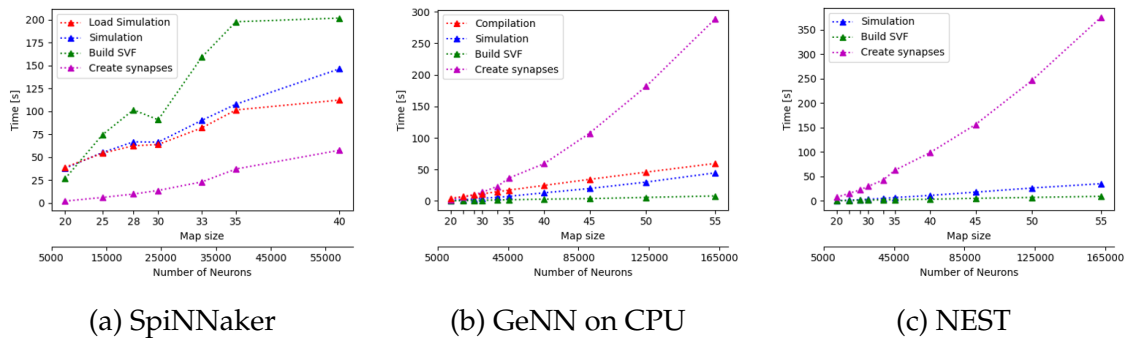 Load Simulation
Simulation
Build SVF
Create synapses
Time [s]
200
175
150
125
100
75
50
25
0
20 25 28 30 33 35 40
Map size
5000 15000 25000 35000 45000 55000
Number of Neurons
(a) SpiNNaker
Compilation
Simulation
Build SVF
Create synapses
Time [s]
300
250
200
150
100
50
0
20 30 35 40 45 50 55
Map size
5000 45000 85000 125000 165000
Number of Neurons
(b) GeNN on CPU
Simulation
Build SVF
Create synapses
Time [s]
350
300
250
200
150
100
50
0
20 30 35 40 45 50 55
Map size
5000 45000 85000 125000 165000
Number of Neurons
(c) NEST